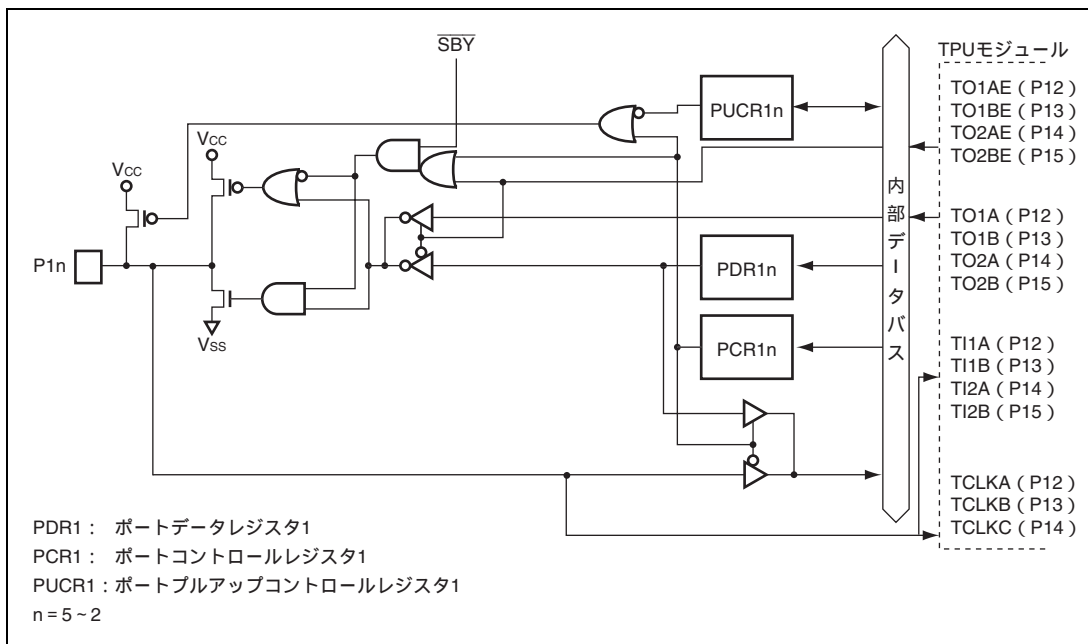 SBY
TPUモジュール
TO1AE（P12）
TO1BE（P13）
TO2AE（P14）
TO2BE（P15）
PUCR1n
VCC
VCC
内部データバス
TO1A（P12）
TO1B（P13）
TO2A（P14）
TO2B（P15）
P1n
PDR1n
VSS
PCR1n
TI1A（P12）
TI1B（P13）
TI2A（P14）
TI2B（P15）
TCLKA（P12）
TCLKB（P13）
TCLKC（P14）
PDR1： ポートデータレジスタ1
PCR1： ポートコントロールレジスタ1
PUCR1：ポートプルアップコントロールレジスタ1
n = 5 ~ 2